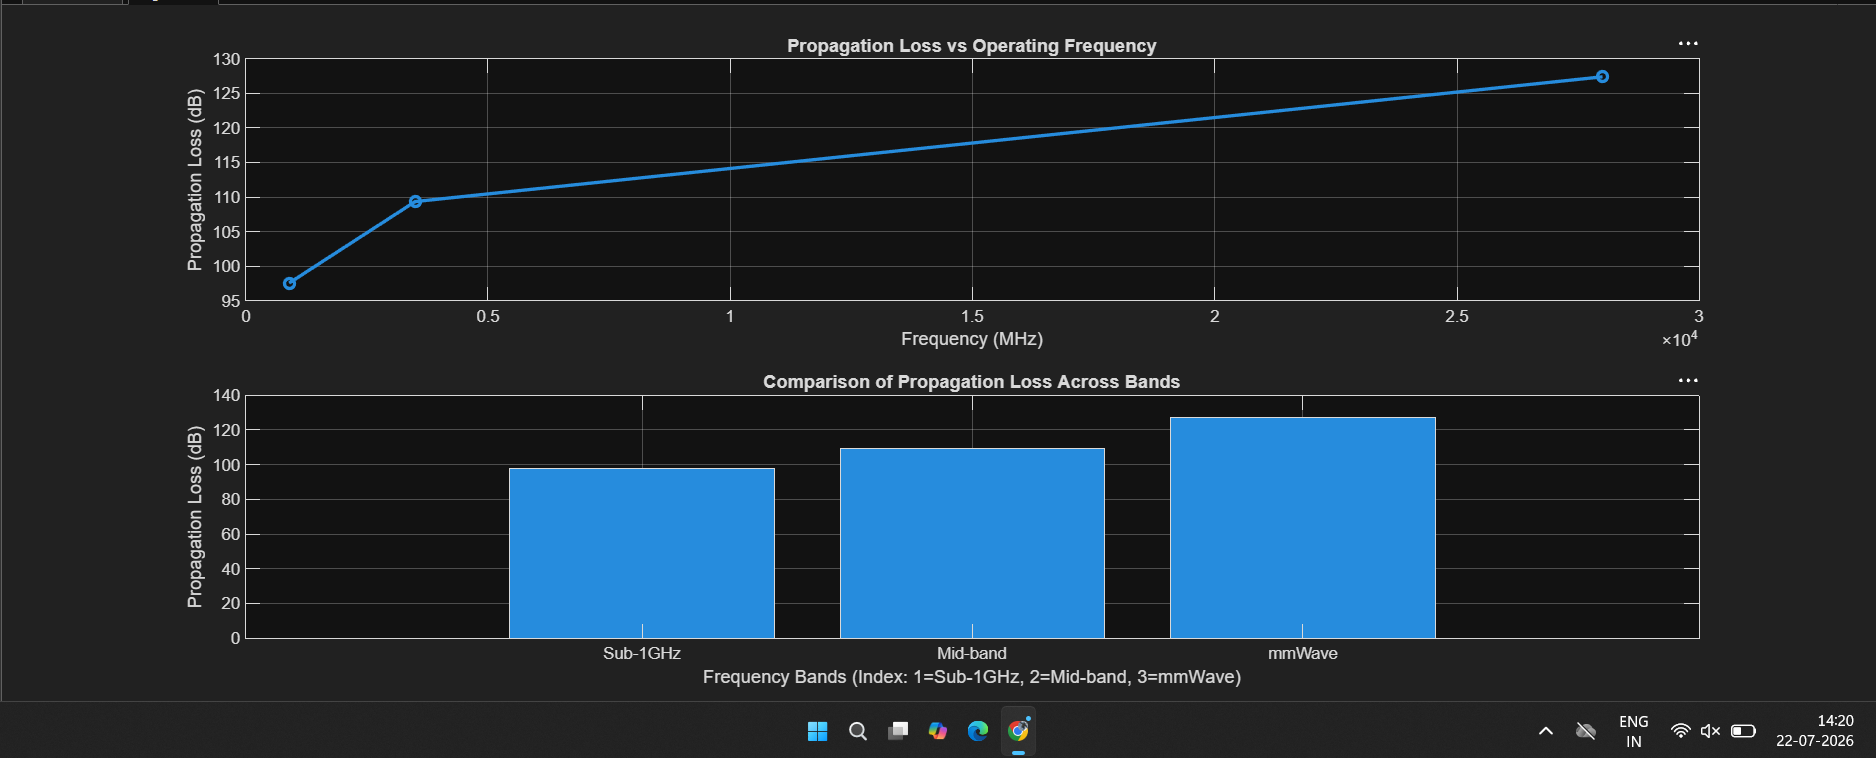 Propagation Loss vs Operating Frequency
Propagation Loss (dB)
130
125
120
115
110
105
100
95
0 0.5 1 1.5 2 2.5 3
×10⁴
Frequency (MHz)
Comparison of Propagation Loss Across Bands
Propagation Loss (dB)
140
120
100
80
60
40
20
0
Sub-1GHz Mid-band mmWave
Frequency Bands (Index: 1=Sub-1GHz, 2=Mid-band, 3=mmWave)
ENG
IN
14:20
22-07-2026